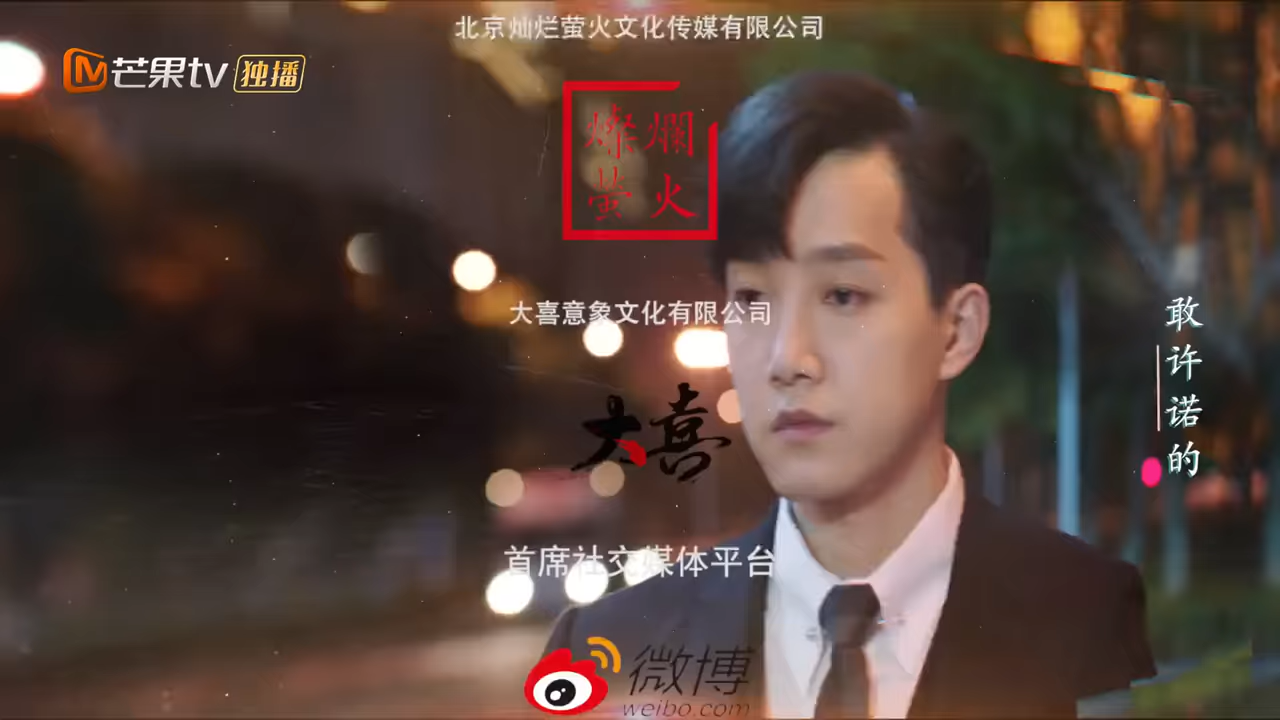 北京灿烂萤火文化传媒有限公司
芒果tv 独播
燦爛
萤火
大喜意象文化有限公司
敢许诺的
大喜
首席社交媒体平台
微博
weibo.com